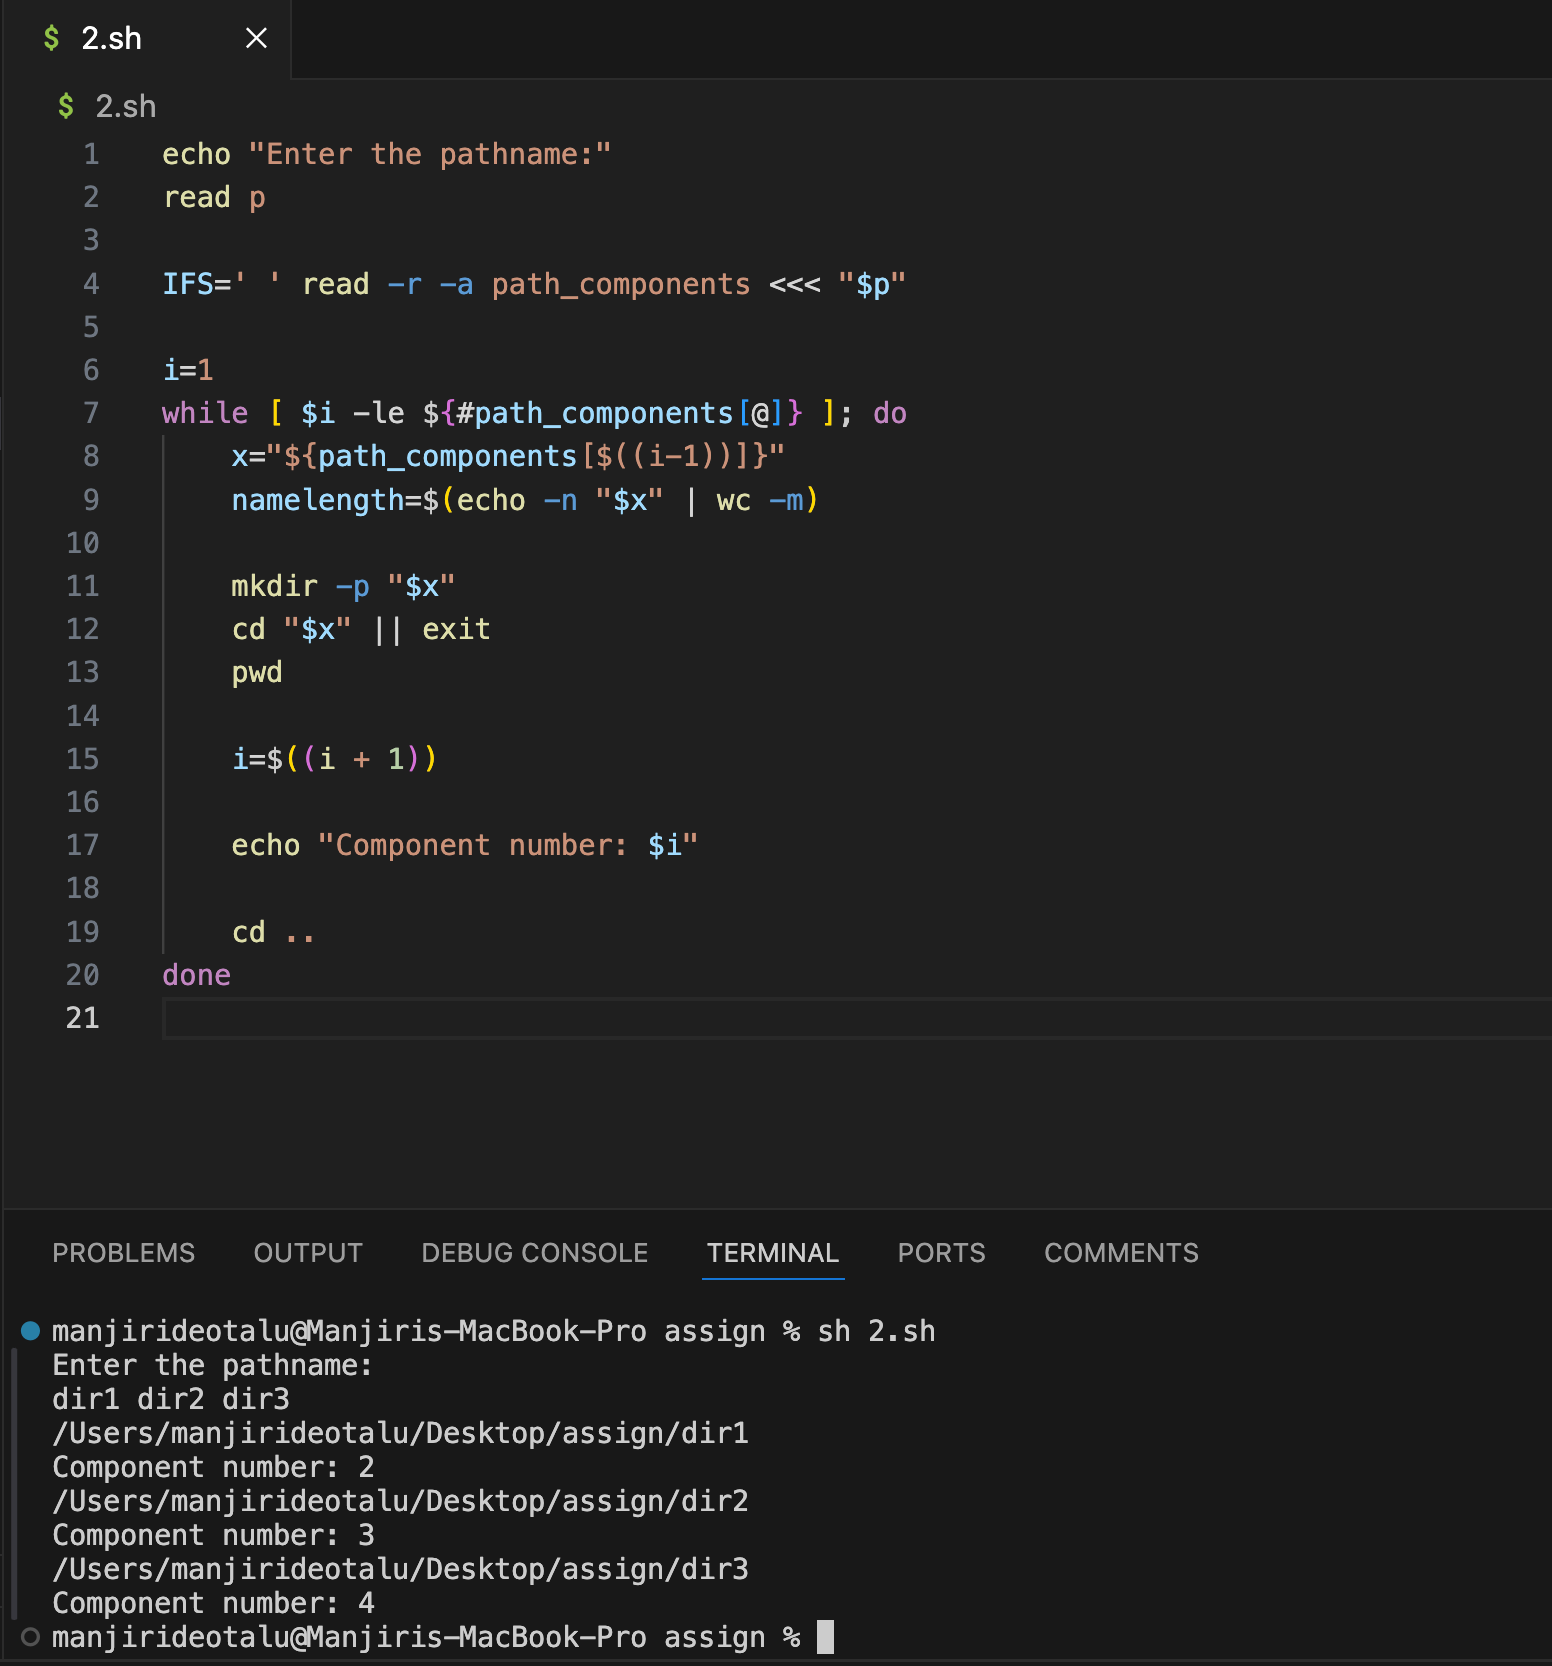 $ 2.sh ×
$ 2.sh
1 echo "Enter the pathname:"
2 read p
3
4 IFS=' ' read -r -a path_components <<< "$p"
5
6 i=1
7 while [ $i -le ${#path_components[@]} ]; do
8     x="${path_components[$((i-1))]}"
9     namelength=$(echo -n "$x" | wc -m)
10
11     mkdir -p "$x"
12     cd "$x" || exit
13     pwd
14
15     i=$((i + 1))
16
17     echo "Component number: $i"
18
19     cd ..
20 done
21
PROBLEMS OUTPUT DEBUG CONSOLE TERMINAL PORTS COMMENTS
manjirideotalu@Manjiris-MacBook-Pro assign % sh 2.sh
Enter the pathname:
dir1 dir2 dir3
/Users/manjirideotalu/Desktop/assign/dir1
Component number: 2
/Users/manjirideotalu/Desktop/assign/dir2
Component number: 3
/Users/manjirideotalu/Desktop/assign/dir3
Component number: 4
manjirideotalu@Manjiris-MacBook-Pro assign %